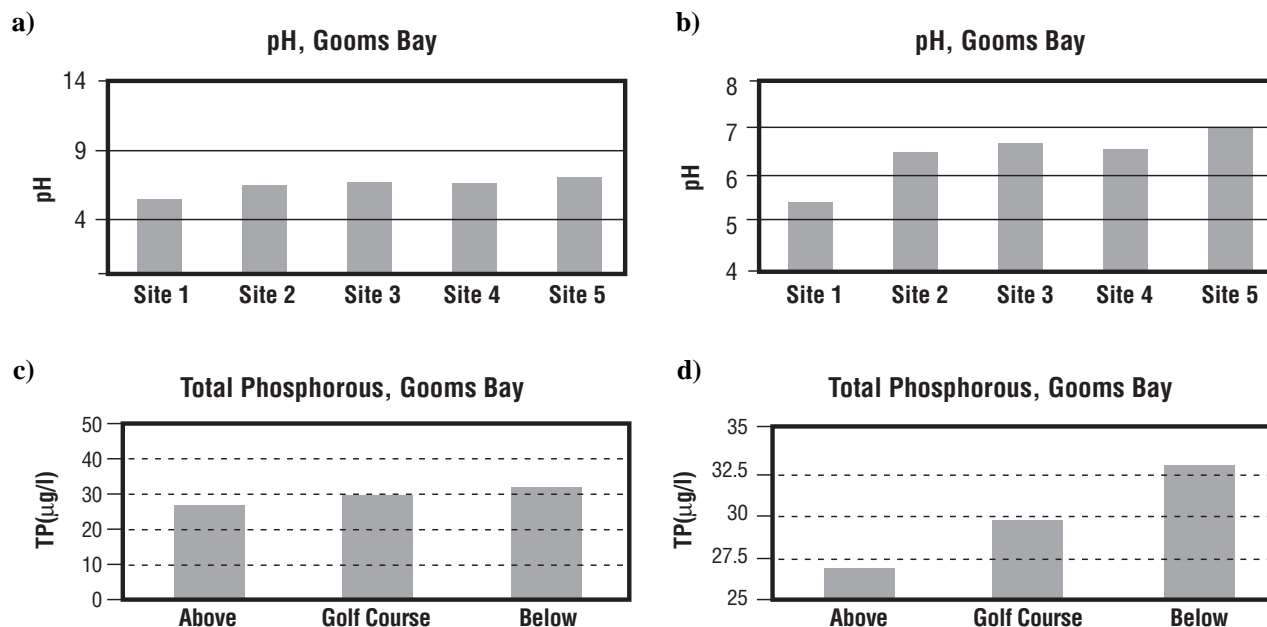 a)
pH, Gooms Bay
14
9
4
pH
Site 1 Site 2 Site 3 Site 4 Site 5
b)
pH, Gooms Bay
8
7
6
5
4
pH
Site 1 Site 2 Site 3 Site 4 Site 5
c)
Total Phosphorous, Gooms Bay
50
40
30
20
10
0
TP(µg/l)
Above Golf Course Below
d)
Total Phosphorous, Gooms Bay
35
32.5
30
27.5
25
TP(µg/l)
Above Golf Course Below